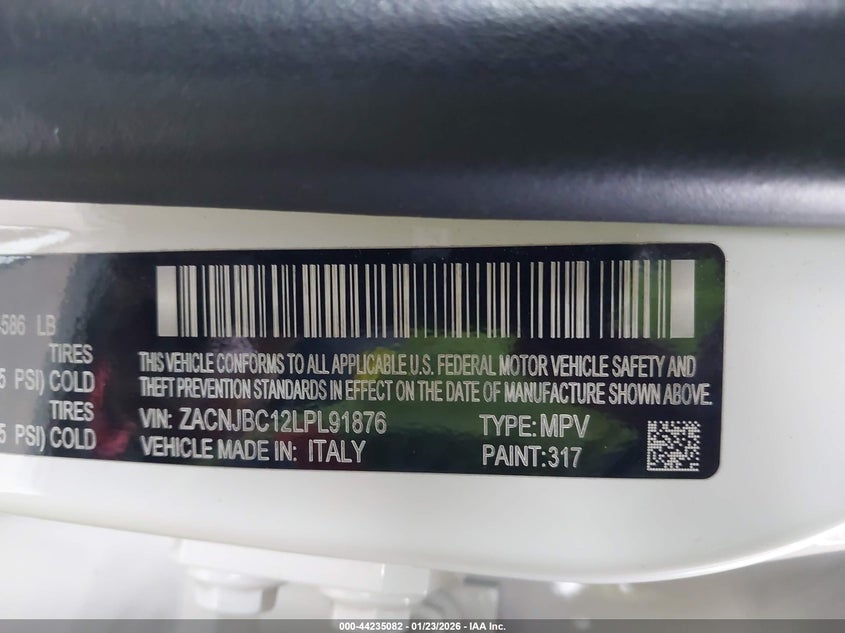 586 LB
TIRES
5 PSI) COLD
TIRES
5 PSI) COLD
THIS VEHICLE CONFORMS TO ALL APPLICABLE U.S. FEDERAL MOTOR VEHICLE SAFETY AND
THEFT PREVENTION STANDARDS IN EFFECT ON THE DATE OF MANUFACTURE SHOWN ABOVE.
VIN: ZACNJBC12LPL91876 TYPE: MPV
VEHICLE MADE IN: ITALY PAINT:317
000-44235082 - 01/23/2026 - IAA Inc.